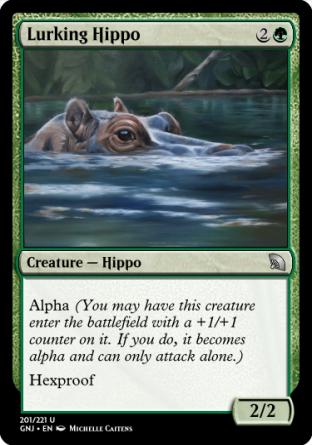 Lurking Hippo 2
Creature — Hippo
Alpha (You may have this creature
enter the battlefield with a +1/+1
counter on it. If you do, it becomes
alpha and can only attack alone.)
Hexproof
2/2
201/221 U
GNJ • EN Michelle Caitens